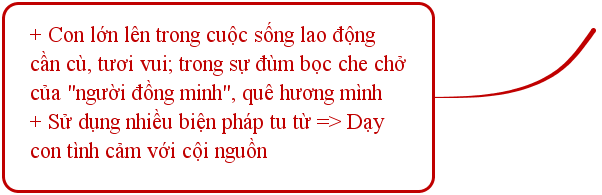 + Con lớn lên trong cuộc sống lao động
cần cù, tươi vui; trong sự đùm bọc che chở
của "người đồng minh", quê hương mình
+ Sử dụng nhiều biện pháp tu từ => Dạy
con tình cảm với cội nguồn